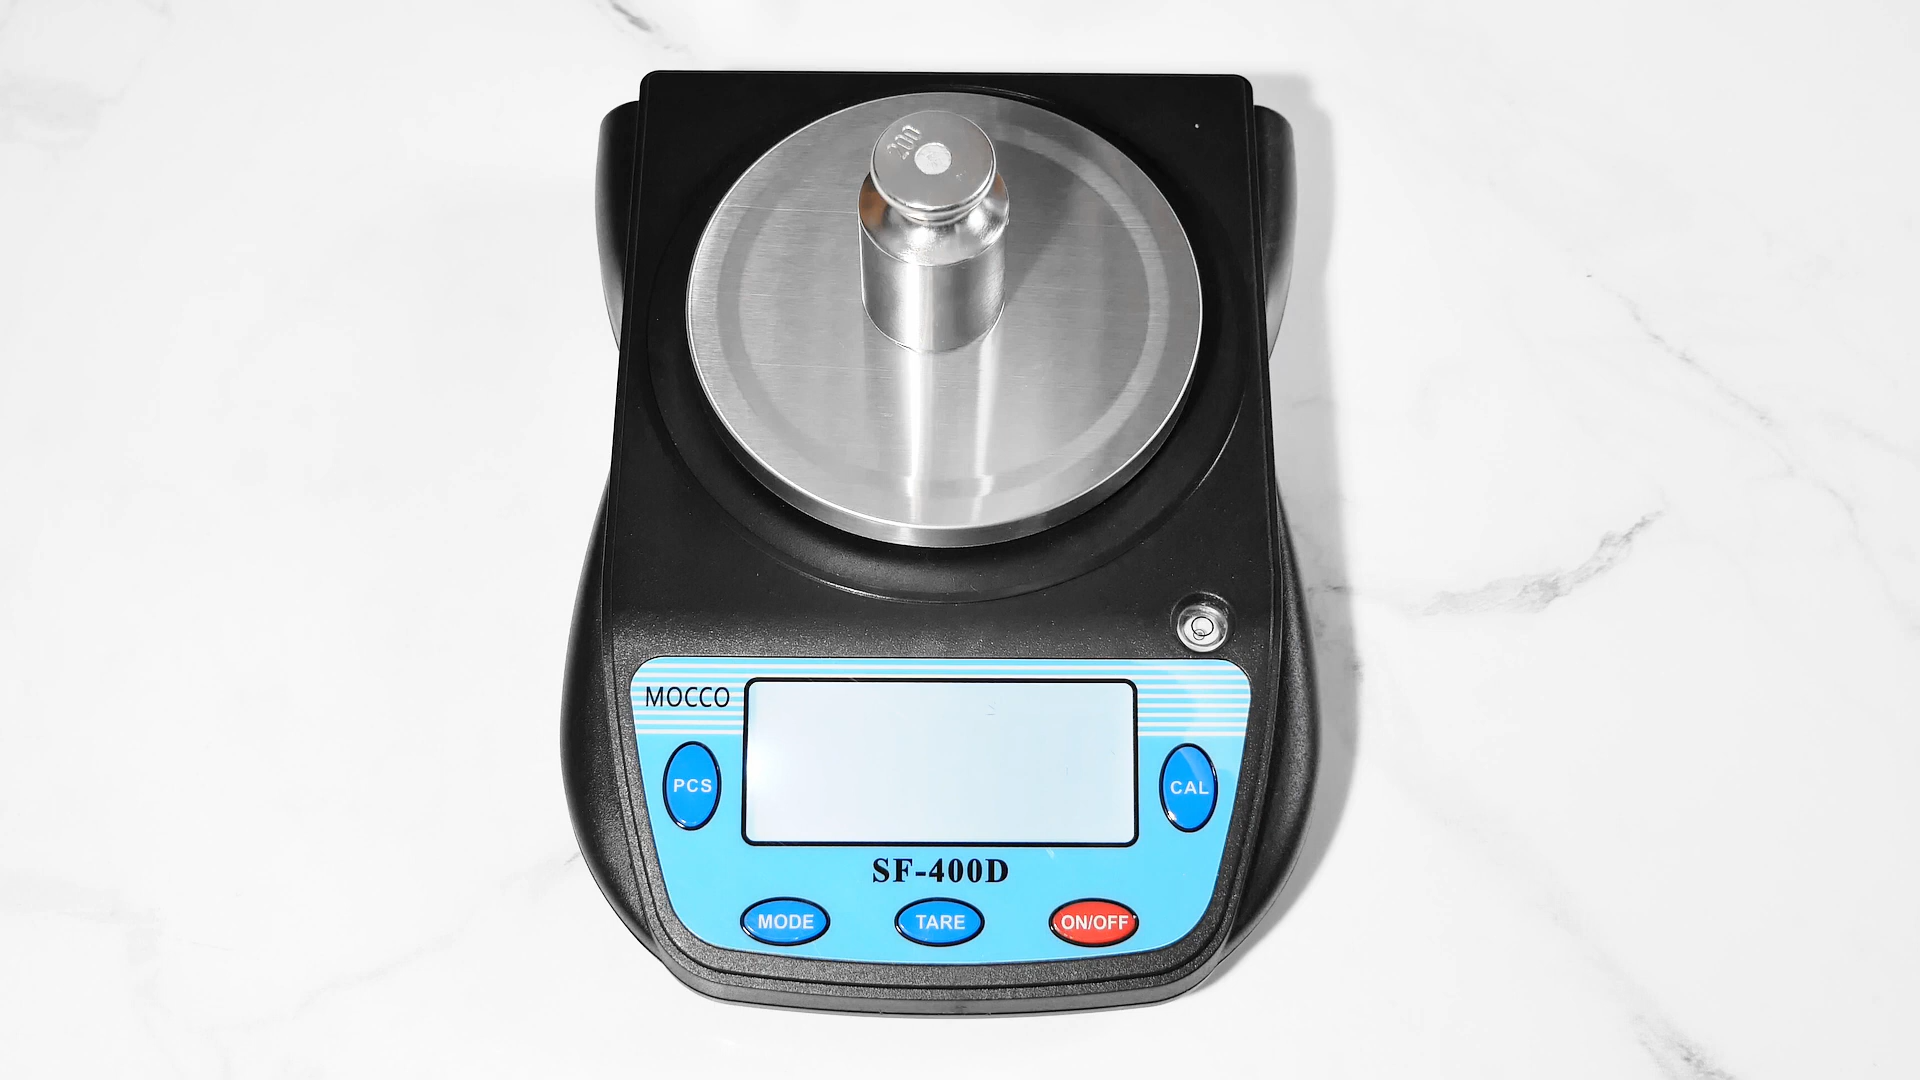 200
MOCCO
PCS
CAL
SF-400D
MODE TARE ON/OFF